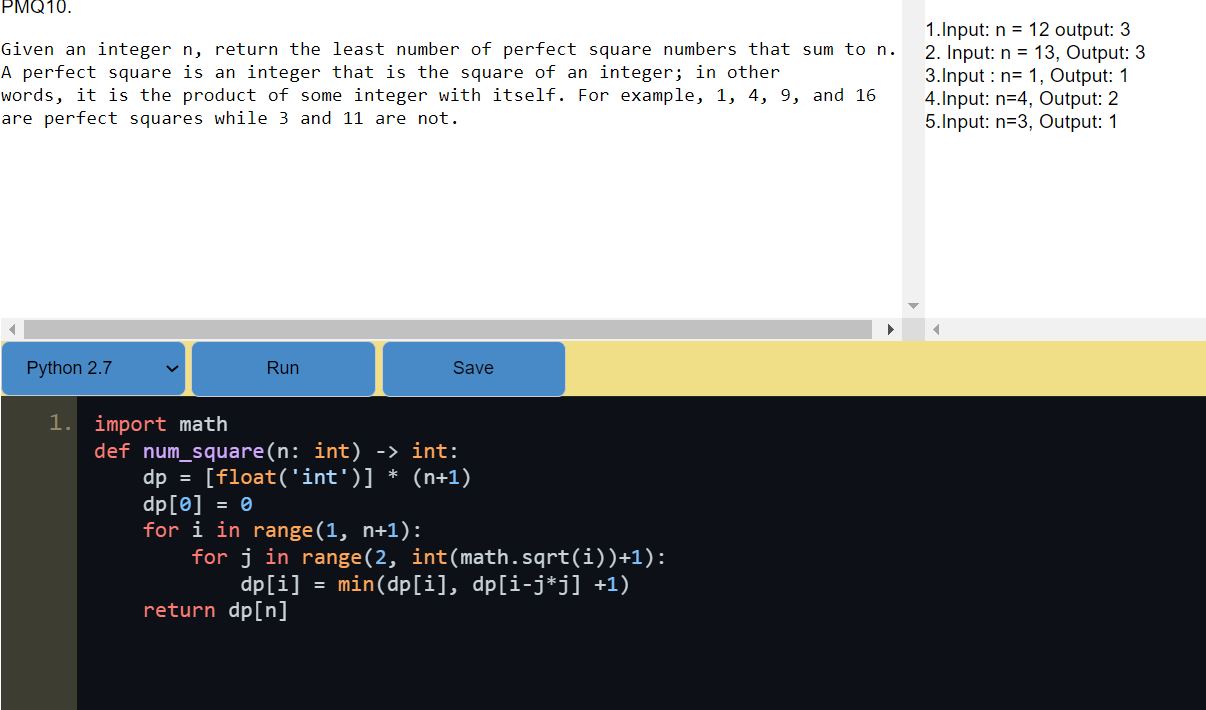 PMQ10.
Given an integer n, return the least number of perfect square numbers that sum to n.
A perfect square is an integer that is the square of an integer; in other
words, it is the product of some integer with itself. For example, 1, 4, 9, and 16
are perfect squares while 3 and 11 are not.
1.Input: n = 12 output: 3
2. Input: n = 13, Output: 3
3.Input : n= 1, Output: 1
4.Input: n=4, Output: 2
5.Input: n=3, Output: 1
Python 2.7 Run Save
1. import math
def num_square(n: int) -> int:
    dp = [float('int')] * (n+1)
    dp[0] = 0
    for i in range(1, n+1):
        for j in range(2, int(math.sqrt(i))+1):
            dp[i] = min(dp[i], dp[i-j*j] +1)
    return dp[n]